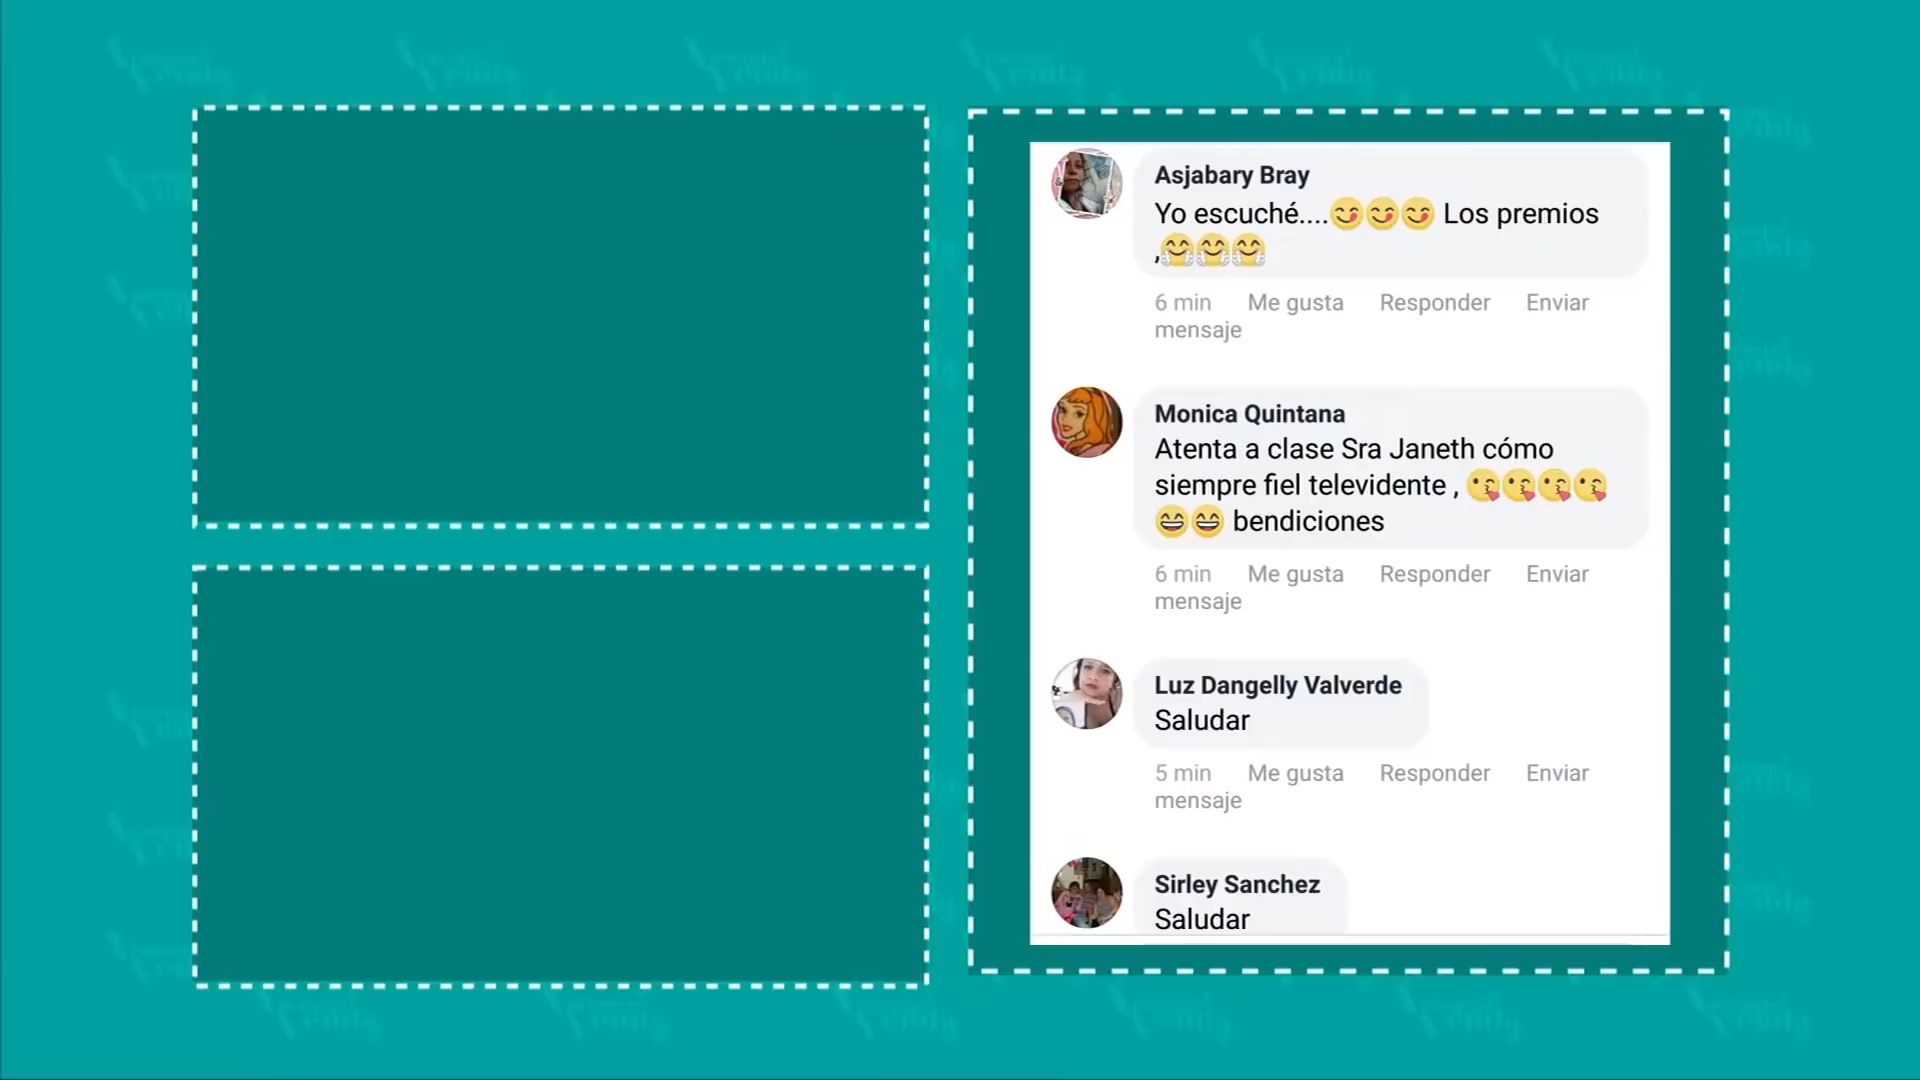 Asjabary Bray
Yo escuché....😋😋😋 Los premios
,🤗🤗🤗
6 min Me gusta Responder Enviar
mensaje
Monica Quintana
Atenta a clase Sra Janeth cómo
siempre fiel televidente , 😘😘😘😘
😄😄 bendiciones
6 min Me gusta Responder Enviar
mensaje
Luz Dangelly Valverde
Saludar
5 min Me gusta Responder Enviar
mensaje
Sirley Sanchez
Saludar